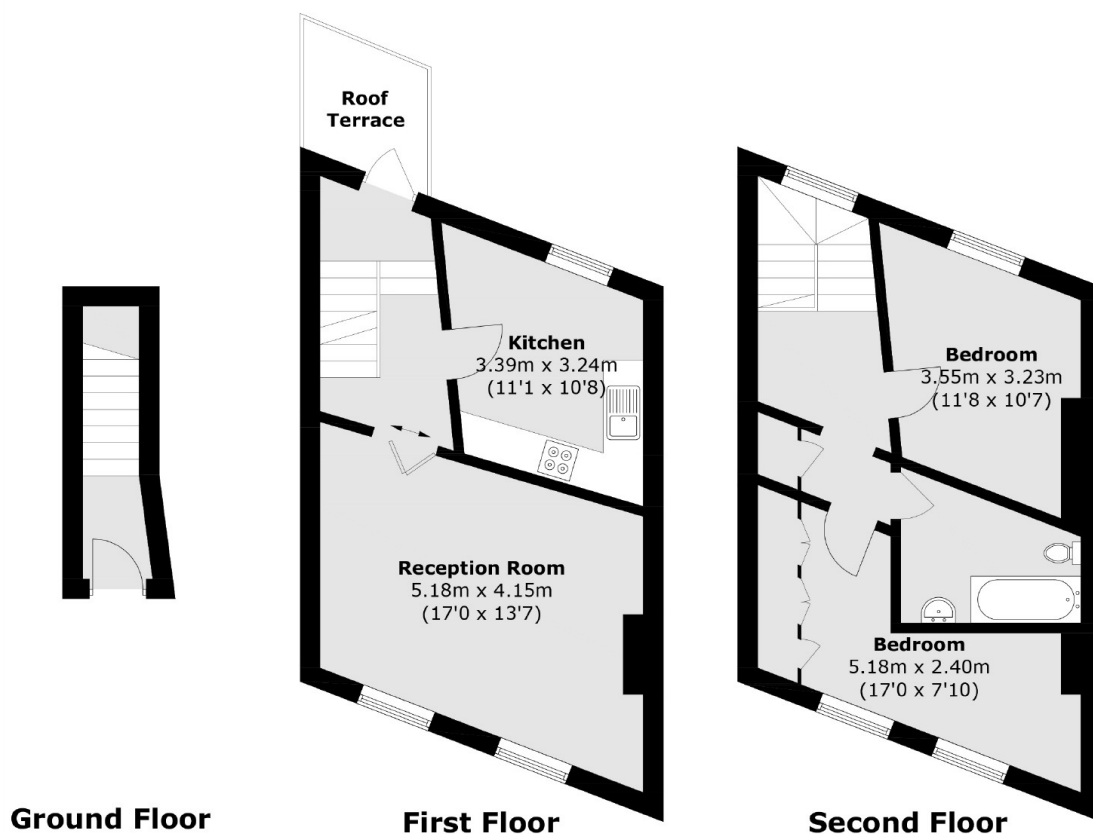 Roof
Terrace
Kitchen
3.39m x 3.24m
(11'1 x 10'8)
Reception Room
5.18m x 4.15m
(17'0 x 13'7)
Bedroom
3.55m x 3.23m
(11'8 x 10'7)
Bedroom
5.18m x 2.40m
(17'0 x 7'10)
Ground Floor
First Floor
Second Floor